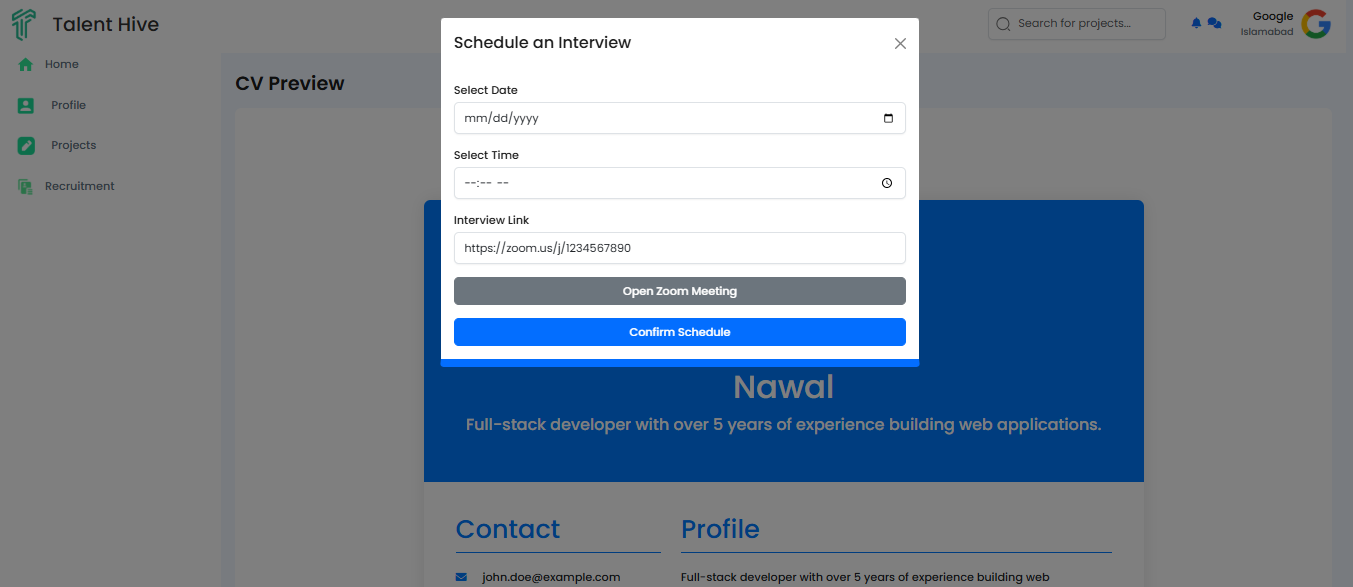 Talent Hive
Search for projects...
Google
Islamabad
Home
Profile
Projects
Recruitment
CV Preview
Schedule an Interview
Select Date
mm/dd/yyyy
Select Time
--:-- --
Interview Link
https://zoom.us/j/1234567890
Open Zoom Meeting
Confirm Schedule
Nawal
Full-stack developer with over 5 years of experience building web applications.
Contact
john.doe@example.com
Profile
Full-stack developer with over 5 years of experience building web